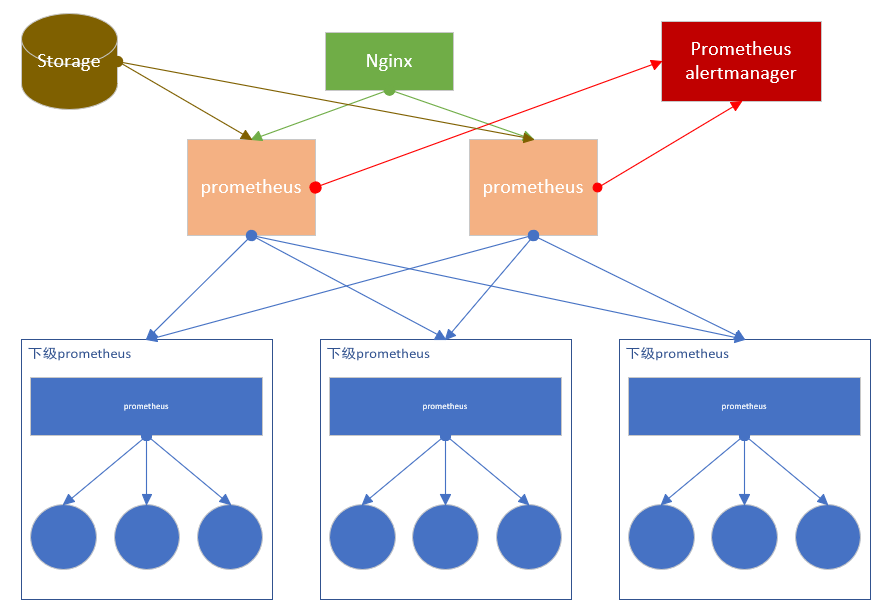 Storage
Nginx
Prometheus
alertmanager
prometheus
prometheus
下级prometheus
下级prometheus
下级prometheus
prometheus
prometheus
prometheus